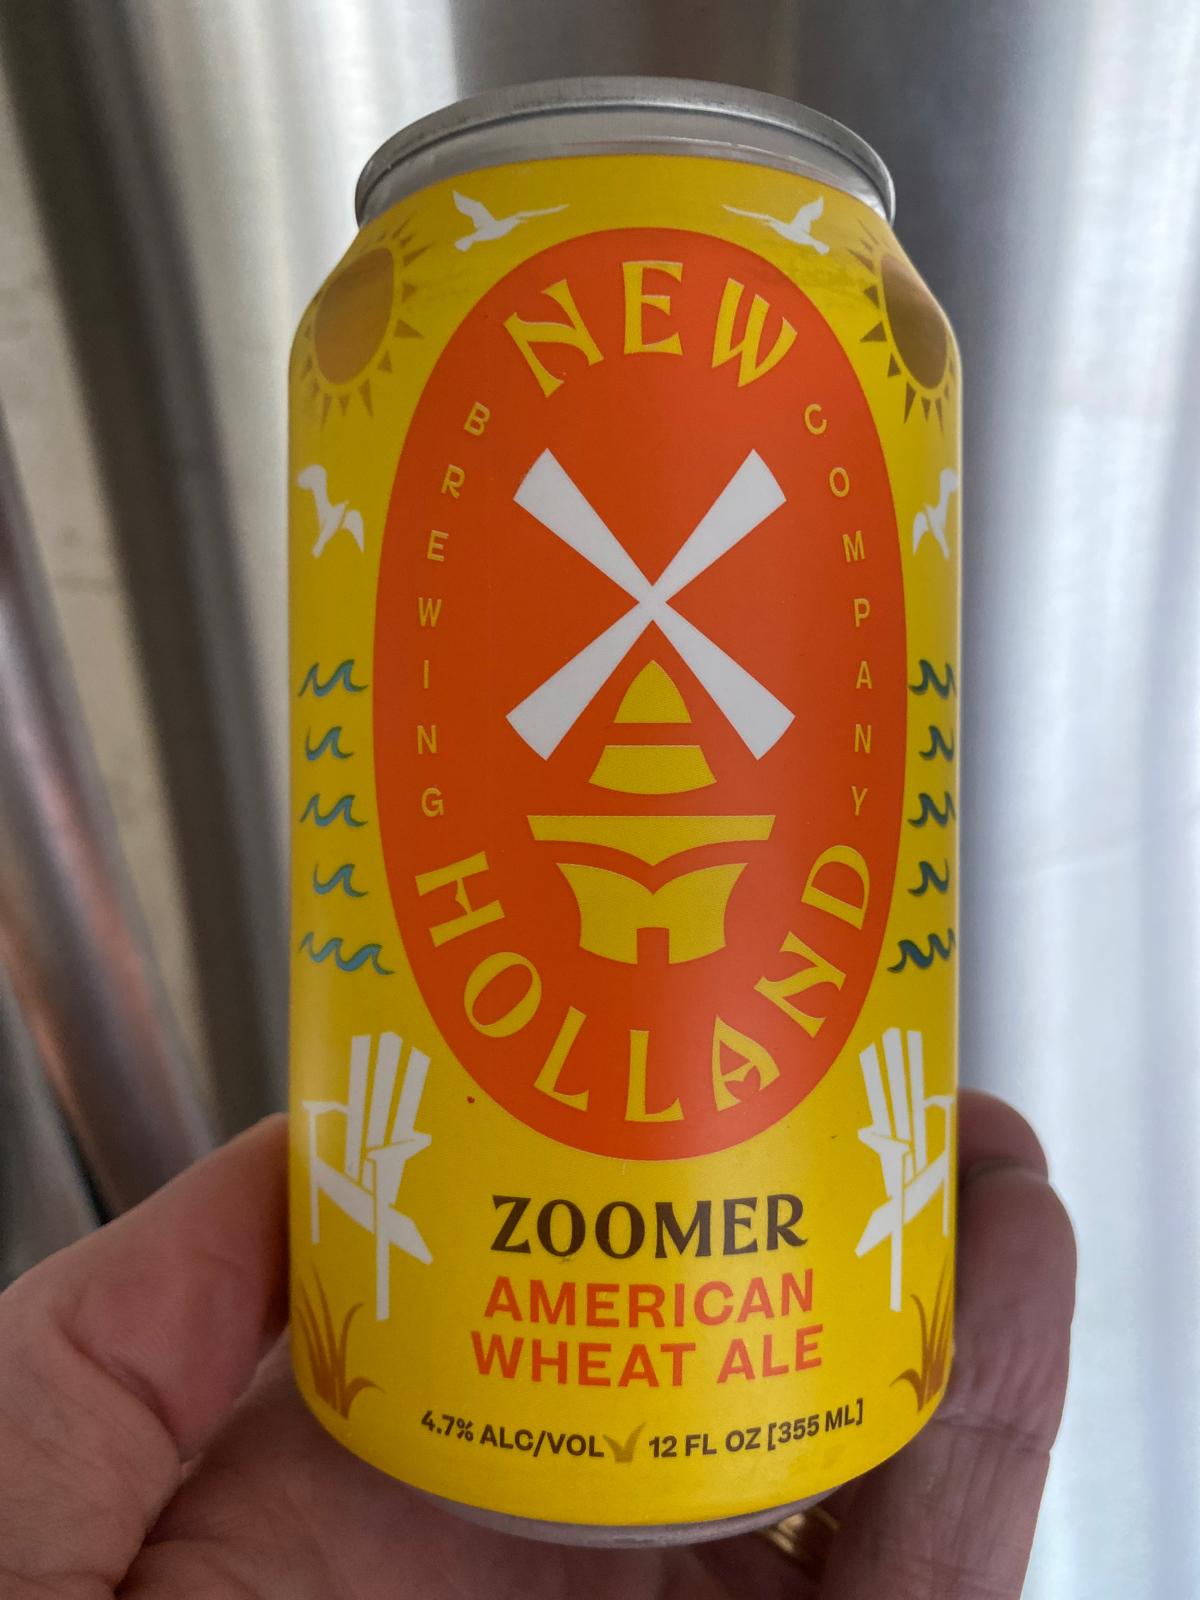 NEW
BREWING
COMPANY
HOLLAND
ZOOMER
AMERICAN
WHEAT ALE
4.7% ALC/VOL 12 FL OZ [355 ML]